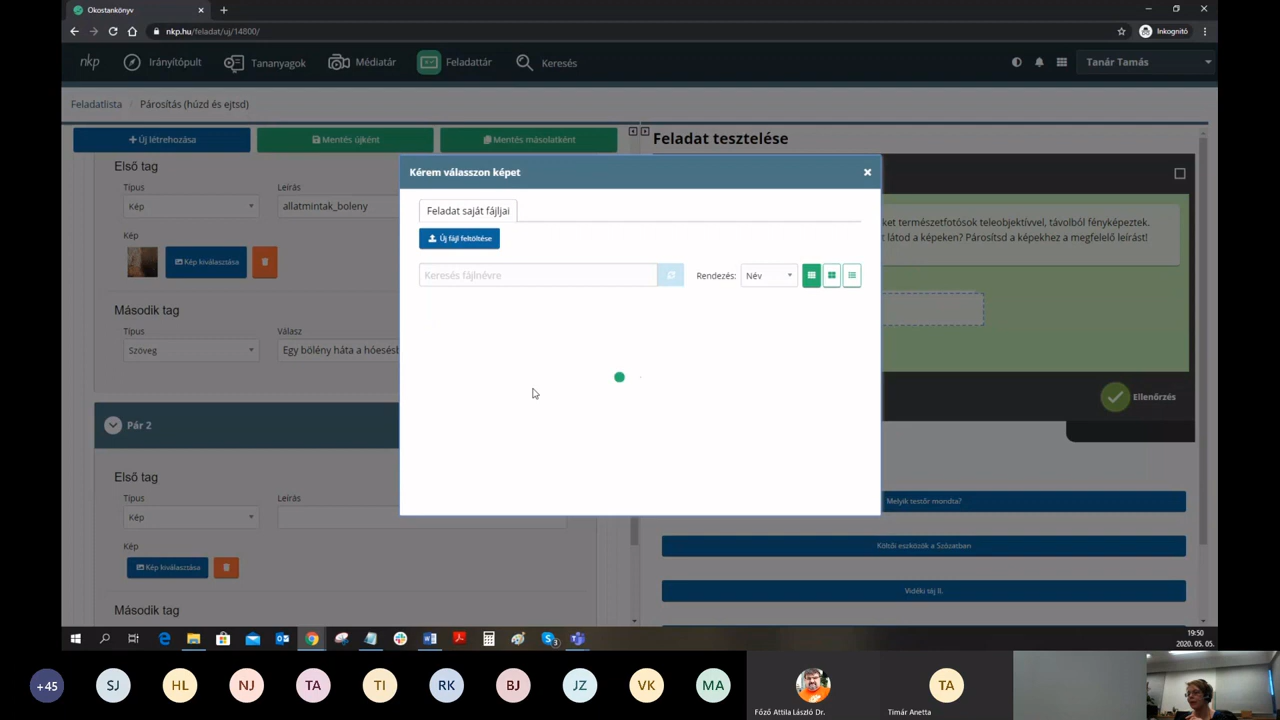 Okostankönyv
nkp.hu/feladat/uj/14800/
Inkognitó
nkp
Irányítópult
Tananyagok
Médiatár
Feladattár
Keresés
Tanár Tamás
Feladatlista / Párosítás (húzd és ejtsd)
Új létrehozása
Mentés újként
Mentés másolatként
Feladat tesztelése
Első tag
Típus
Leírás
Kép
allatmintak_boleny
Kép
Kép kiválasztása
Második tag
Típus
Válasz
Szöveg
Egy bölény háta a hóesésb
Pár 2
Első tag
Típus
Leírás
Kép
Kép
Kép kiválasztása
Második tag
Kérem válasszon képet
Feladat saját fájljai
Új fájl feltöltése
Keresés fájlnévre
Rendezés:
Név
ket természetfotósok teleobjektívvel, távolból fényképeztek.
t látod a képeken? Párosítsd a képekhez a megfelelő leírást!
Ellenőrzés
Melyik testőr mondta?
Költői eszközök a Szózatban
Vidéki táj II.
19:50
2020. 05. 05.
+45
SJ
HL
NJ
TA
TI
RK
BJ
JZ
VK
MA
Főző Attila László Dr.
TA
Timár Anetta